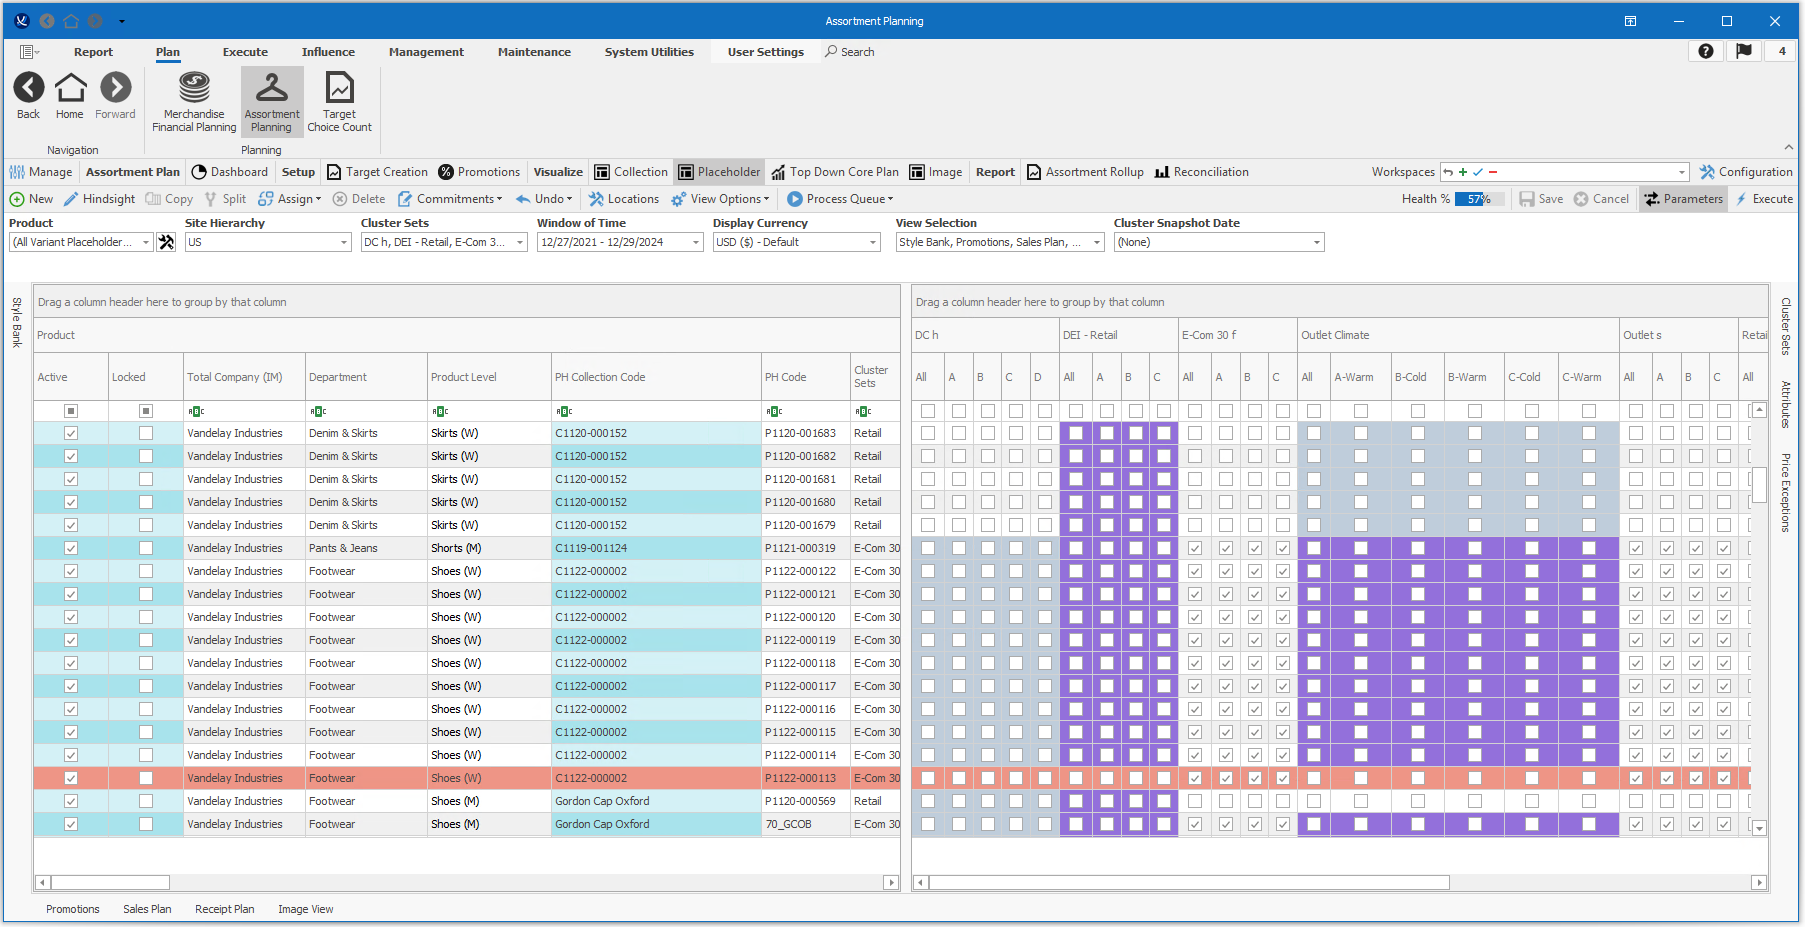 Assortment Planning
Report Plan Execute Influence Management Maintenance System Utilities User Settings Search 4
Back Home Forward Merchandise Financial Planning Assortment Planning Target Choice Count
Navigation Planning
Manage Assortment Plan Dashboard Setup Target Creation Promotions Visualize Collection Placeholder Top Down Core Plan Image Report Assortment Rollup Reconciliation Workspaces Configuration
New Hindsight Copy Split Assign Delete Commitments Undo Locations View Options Process Queue Health % 57% Save Cancel Parameters Execute
Product Site Hierarchy Cluster Sets Window of Time Display Currency View Selection Cluster Snapshot Date
(All Variant Placeholder... US DC h, DEI - Retail, E-Com 3... 12/27/2021 - 12/29/2024 USD ($) - Default Style Bank, Promotions, Sales Plan, ... (None)
Style Bank
Drag a column header here to group by that column Drag a column header here to group by that column
Product DC h DEI - Retail E-Com 30 f Outlet Climate Outlet s Retai
Active Locked Total Company (IM) Department Product Level PH Collection Code PH Code Cluster Sets All A B C D All A B C All A B C All A-Warm B-Cold B-Warm C-Cold C-Warm All A B C All
ABC ABC ABC ABC ABC ABC
Vandelay Industries Denim & Skirts Skirts (W) C1120-000152 P1120-001683 Retail
Vandelay Industries Denim & Skirts Skirts (W) C1120-000152 P1120-001682 Retail
Vandelay Industries Denim & Skirts Skirts (W) C1120-000152 P1120-001681 Retail
Vandelay Industries Denim & Skirts Skirts (W) C1120-000152 P1120-001680 Retail
Vandelay Industries Denim & Skirts Skirts (W) C1120-000152 P1120-001679 Retail
Vandelay Industries Pants & Jeans Shorts (M) C1119-001124 P1121-000319 E-Com 30
Vandelay Industries Footwear Shoes (W) C1122-000002 P1122-000122 E-Com 30
Vandelay Industries Footwear Shoes (W) C1122-000002 P1122-000121 E-Com 30
Vandelay Industries Footwear Shoes (W) C1122-000002 P1122-000120 E-Com 30
Vandelay Industries Footwear Shoes (W) C1122-000002 P1122-000119 E-Com 30
Vandelay Industries Footwear Shoes (W) C1122-000002 P1122-000118 E-Com 30
Vandelay Industries Footwear Shoes (W) C1122-000002 P1122-000117 E-Com 30
Vandelay Industries Footwear Shoes (W) C1122-000002 P1122-000116 E-Com 30
Vandelay Industries Footwear Shoes (W) C1122-000002 P1122-000115 E-Com 30
Vandelay Industries Footwear Shoes (W) C1122-000002 P1122-000114 E-Com 30
Vandelay Industries Footwear Shoes (W) C1122-000002 P1122-000113 E-Com 30
Vandelay Industries Footwear Shoes (M) Gordon Cap Oxford P1120-000569 Retail
Vandelay Industries Footwear Shoes (M) Gordon Cap Oxford 70_GCOB E-Com 30
Cluster Sets
Attributes
Price Exceptions
Promotions Sales Plan Receipt Plan Image View